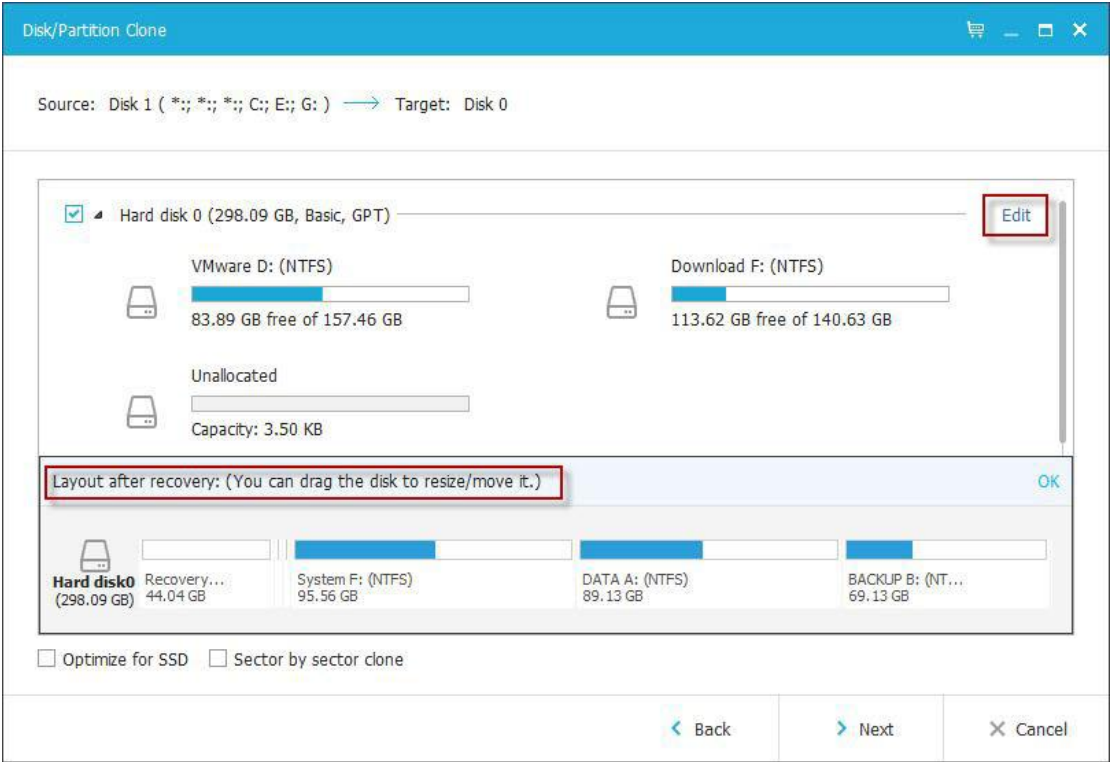 Disk/Partition Clone
Source: Disk 1 ( *:; *:; *:; C:; E:; G: ) ⟶ Target: Disk 0
Hard disk 0 (298.09 GB, Basic, GPT) Edit
VMware D: (NTFS)
83.89 GB free of 157.46 GB
Download F: (NTFS)
113.62 GB free of 140.63 GB
Unallocated
Capacity: 3.50 KB
Layout after recovery: (You can drag the disk to resize/move it.) OK
Hard disk0
(298.09 GB)
Recovery...
44.04 GB
System F: (NTFS)
95.56 GB
DATA A: (NTFS)
89.13 GB
BACKUP B: (NT...
69.13 GB
Optimize for SSD Sector by sector clone
Back Next Cancel